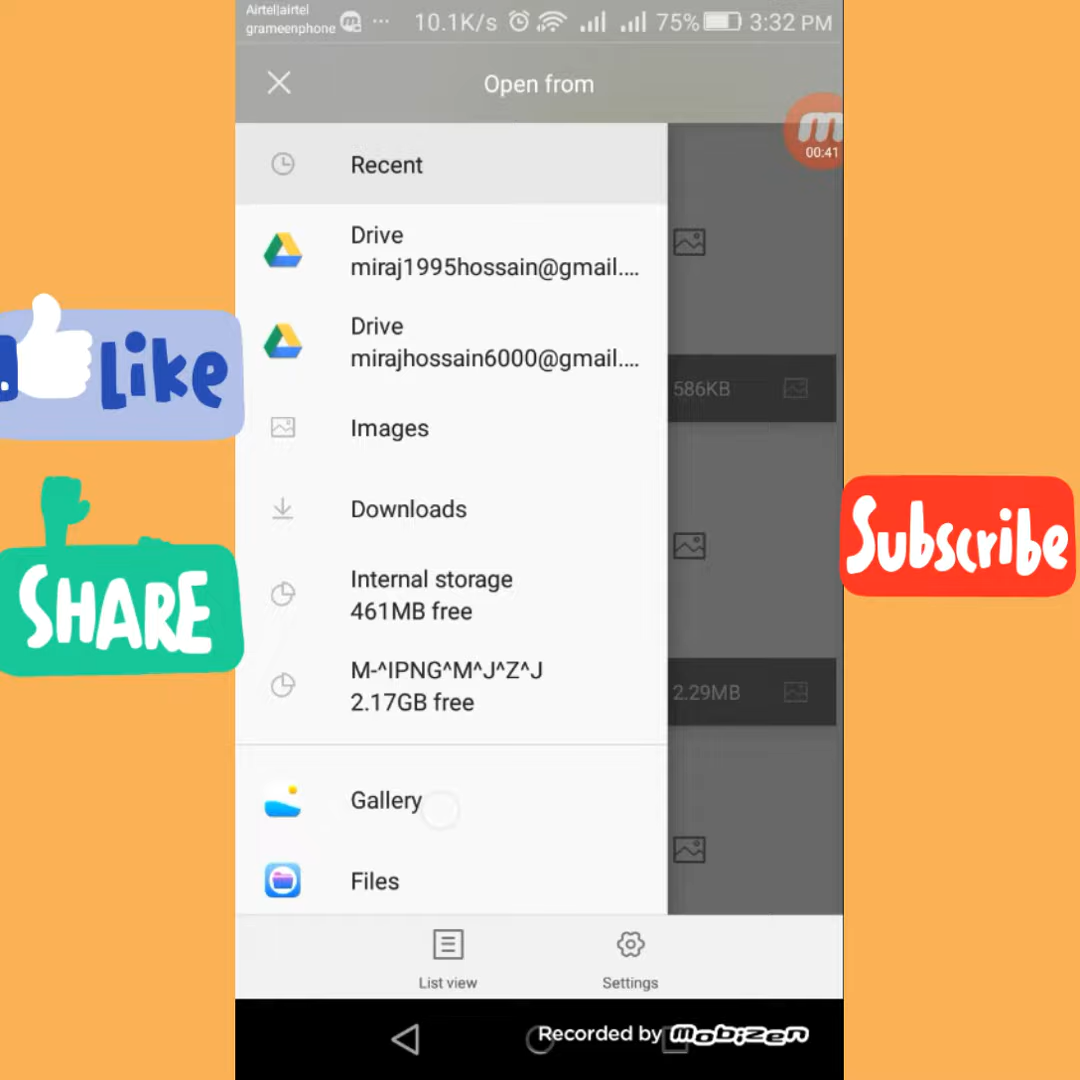 Airtel|airtel
grameenphone
10.1K/s
75%
3:32 PM
Open from
00:41
Recent
Drive
miraj1995hossain@gmail....
Drive
mirajhossain6000@gmail....
586KB
Like
Images
Downloads
SHARE
Subscribe
Internal storage
461MB free
M-^IPNG^M^J^Z^J
2.17GB free
2.29MB
Gallery
Files
List view
Settings
Recorded by mobizen